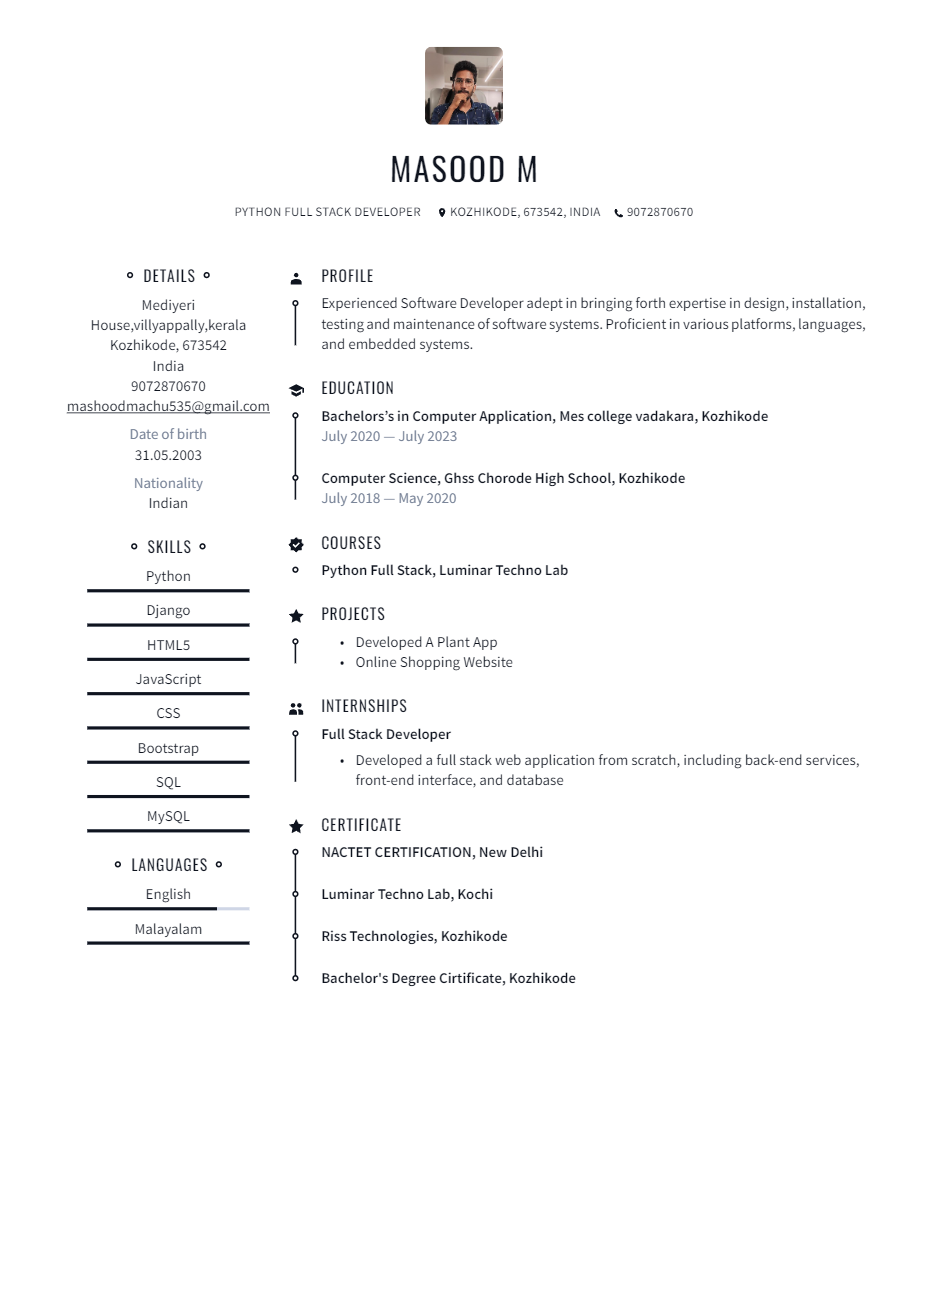 MASOOD M
PYTHON FULL STACK DEVELOPER KOZHIKODE, 673542, INDIA 9072870670
DETAILS
Mediyeri
House,villyappally,kerala
Kozhikode, 673542
India
9072870670
mashoodmachu535@gmail.com
Date of birth
31.05.2003
Nationality
Indian
SKILLS
Python
Django
HTML5
JavaScript
CSS
Bootstrap
SQL
MySQL
LANGUAGES
English
Malayalam
PROFILE
Experienced Software Developer adept in bringing forth expertise in design, installation,
testing and maintenance of software systems. Proficient in various platforms, languages,
and embedded systems.
EDUCATION
Bachelors’s in Computer Application, Mes college vadakara, Kozhikode
July 2020 — July 2023
Computer Science, Ghss Chorode High School, Kozhikode
July 2018 — May 2020
COURSES
Python Full Stack, Luminar Techno Lab
PROJECTS
• Developed A Plant App
• Online Shopping Website
INTERNSHIPS
Full Stack Developer
• Developed a full stack web application from scratch, including back-end services,
front-end interface, and database
CERTIFICATE
NACTET CERTIFICATION, New Delhi
Luminar Techno Lab, Kochi
Riss Technologies, Kozhikode
Bachelor's Degree Cirtificate, Kozhikode